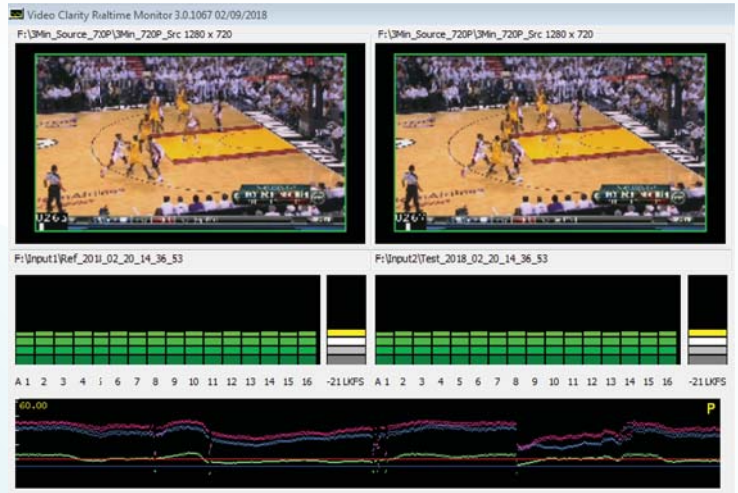 Video Clarity Rialtime Monitor 3.0.1067 02/09/2018
F:\3Min_Source_720P\3Min_720P_Src 1280 x 720
F:\3Min_Source_720P\3Min_720P_Src 1280 x 720
F:\Input1\Ref_2018_02_20_14_36_53
F:\Input2\Test_2018_02_20_14_36_53
A 1 2 3 4 5 6 7 8 9 10 11 12 13 14 15 16 -21 LKFS
A 1 2 3 4 5 6 7 8 9 10 11 12 13 14 15 16 -21 LKFS
60.00
P